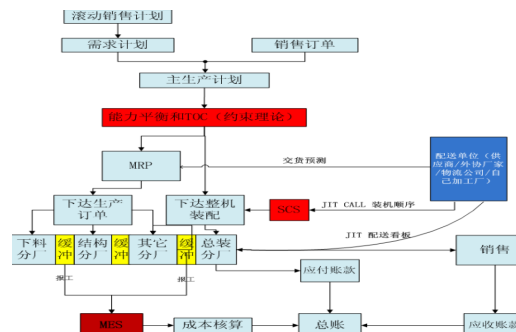 滚动销售计划
需求计划
销售订单
主生产计划
能力平衡和TOC（约束理论）
MRP
交货预测
配送单位（供
应商/外协厂家
/物流公司/自
己加工厂）
下达生产
订单
下达整机
装配
SCS
JIT CALL 装机顺序
JIT 配送看板
下料
分厂
缓
冲
结构
分厂
缓
冲
其它
分厂
缓
冲
总装
分厂
销售
报工
报工
应付账款
MES
成本核算
总账
应收账款